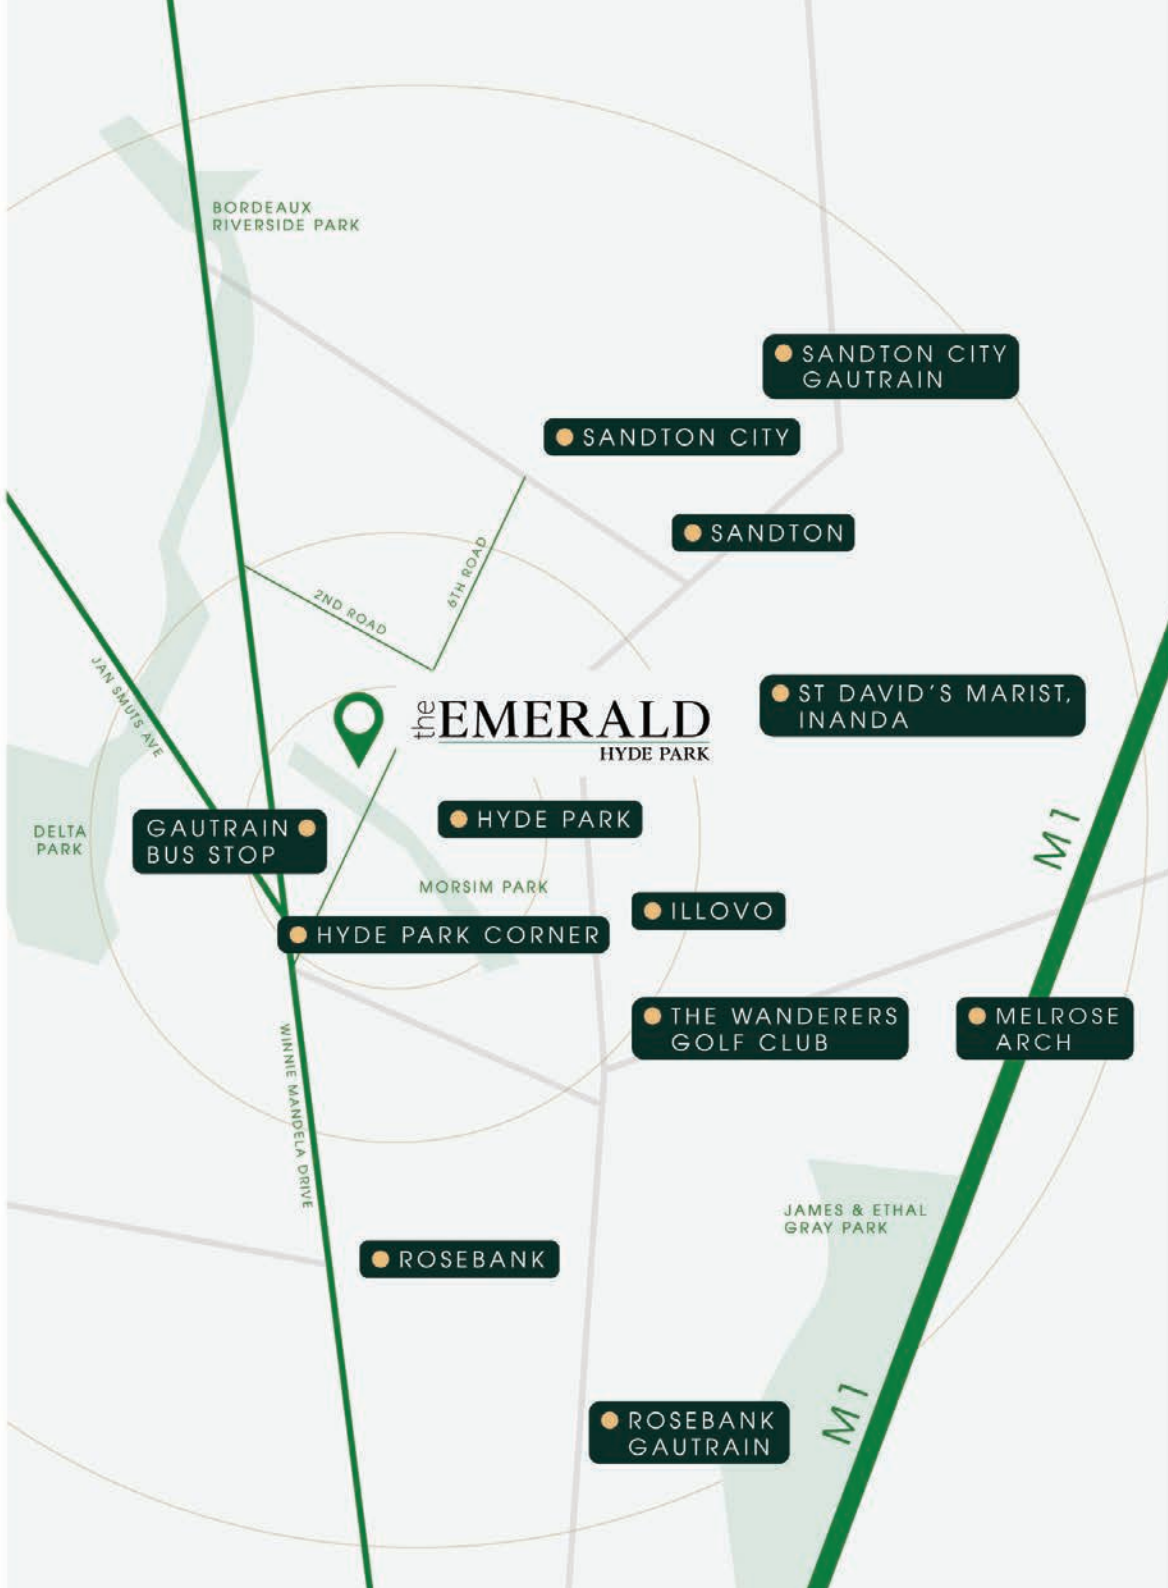 BORDEAUX
RIVERSIDE PARK
SANDTON CITY
GAUTRAIN
SANDTON CITY
SANDTON
6TH ROAD
2ND ROAD
JAN SMUTS AVE
the EMERALD
HYDE PARK
ST DAVID'S MARIST,
INANDA
M1
DELTA
PARK
GAUTRAIN
BUS STOP
HYDE PARK
MORSIM PARK
ILLOVO
HYDE PARK CORNER
THE WANDERERS
GOLF CLUB
MELROSE
ARCH
WINNIE MANDELA DRIVE
JAMES & ETHAL
GRAY PARK
ROSEBANK
M1
ROSEBANK
GAUTRAIN